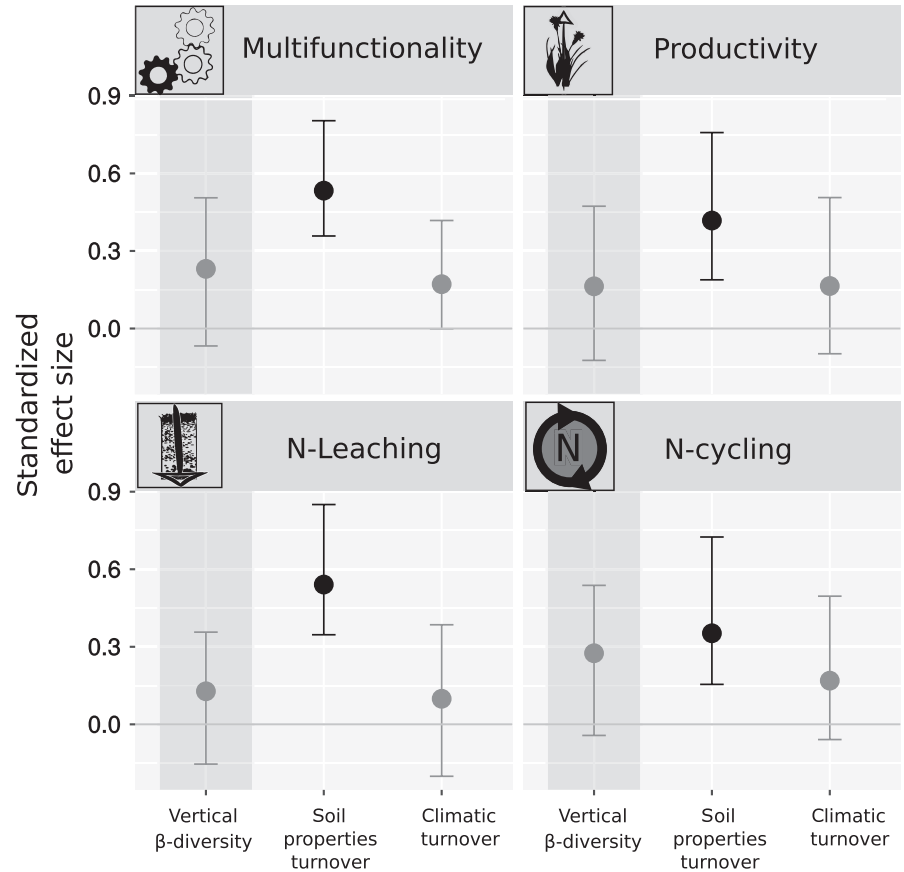 Multifunctionality
Productivity
0.9
0.6
0.3
0.0
Standardized
effect size
N-Leaching
N
N-cycling
0.9
0.6
0.3
0.0
Vertical
β-diversity
Soil
properties
turnover
Climatic
turnover
Vertical
β-diversity
Soil
properties
turnover
Climatic
turnover